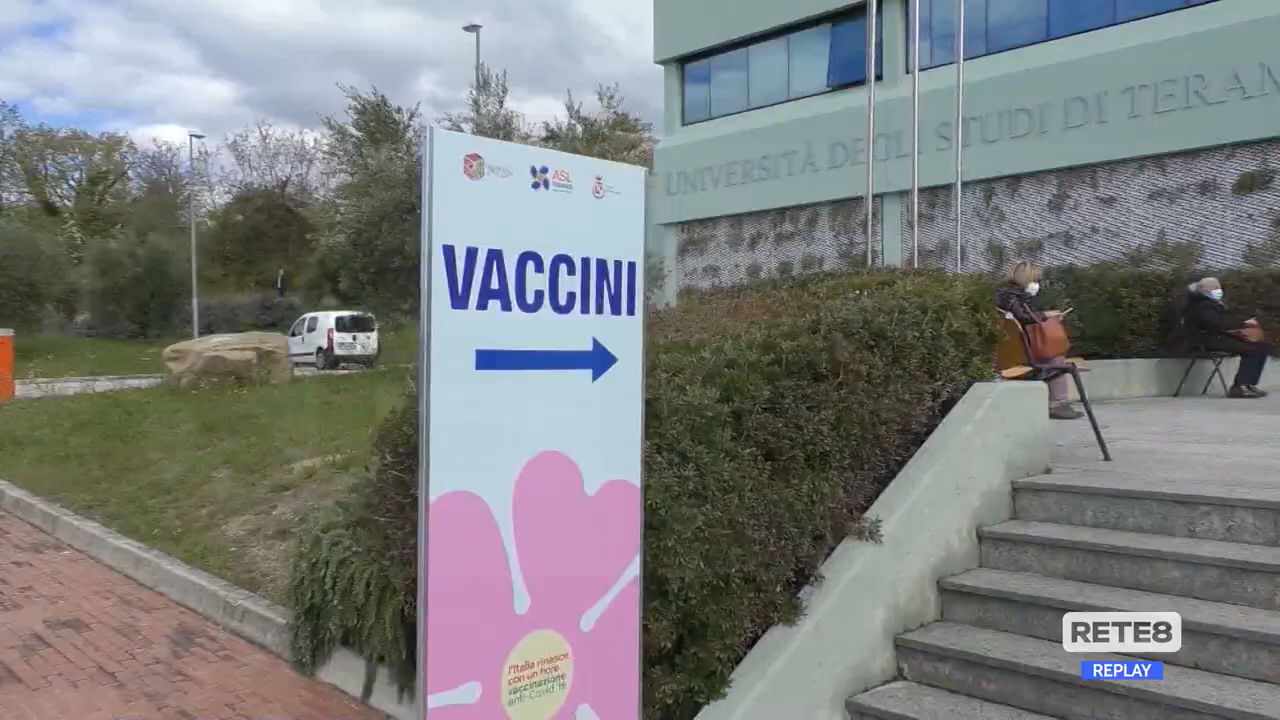 UNIVERSITÀ DEGLI STUDI DI TERAM
ASL
VACCINI
l'Italia rinasce
con un fiore
vaccinazione
anti-Covid 19
RETE8
REPLAY